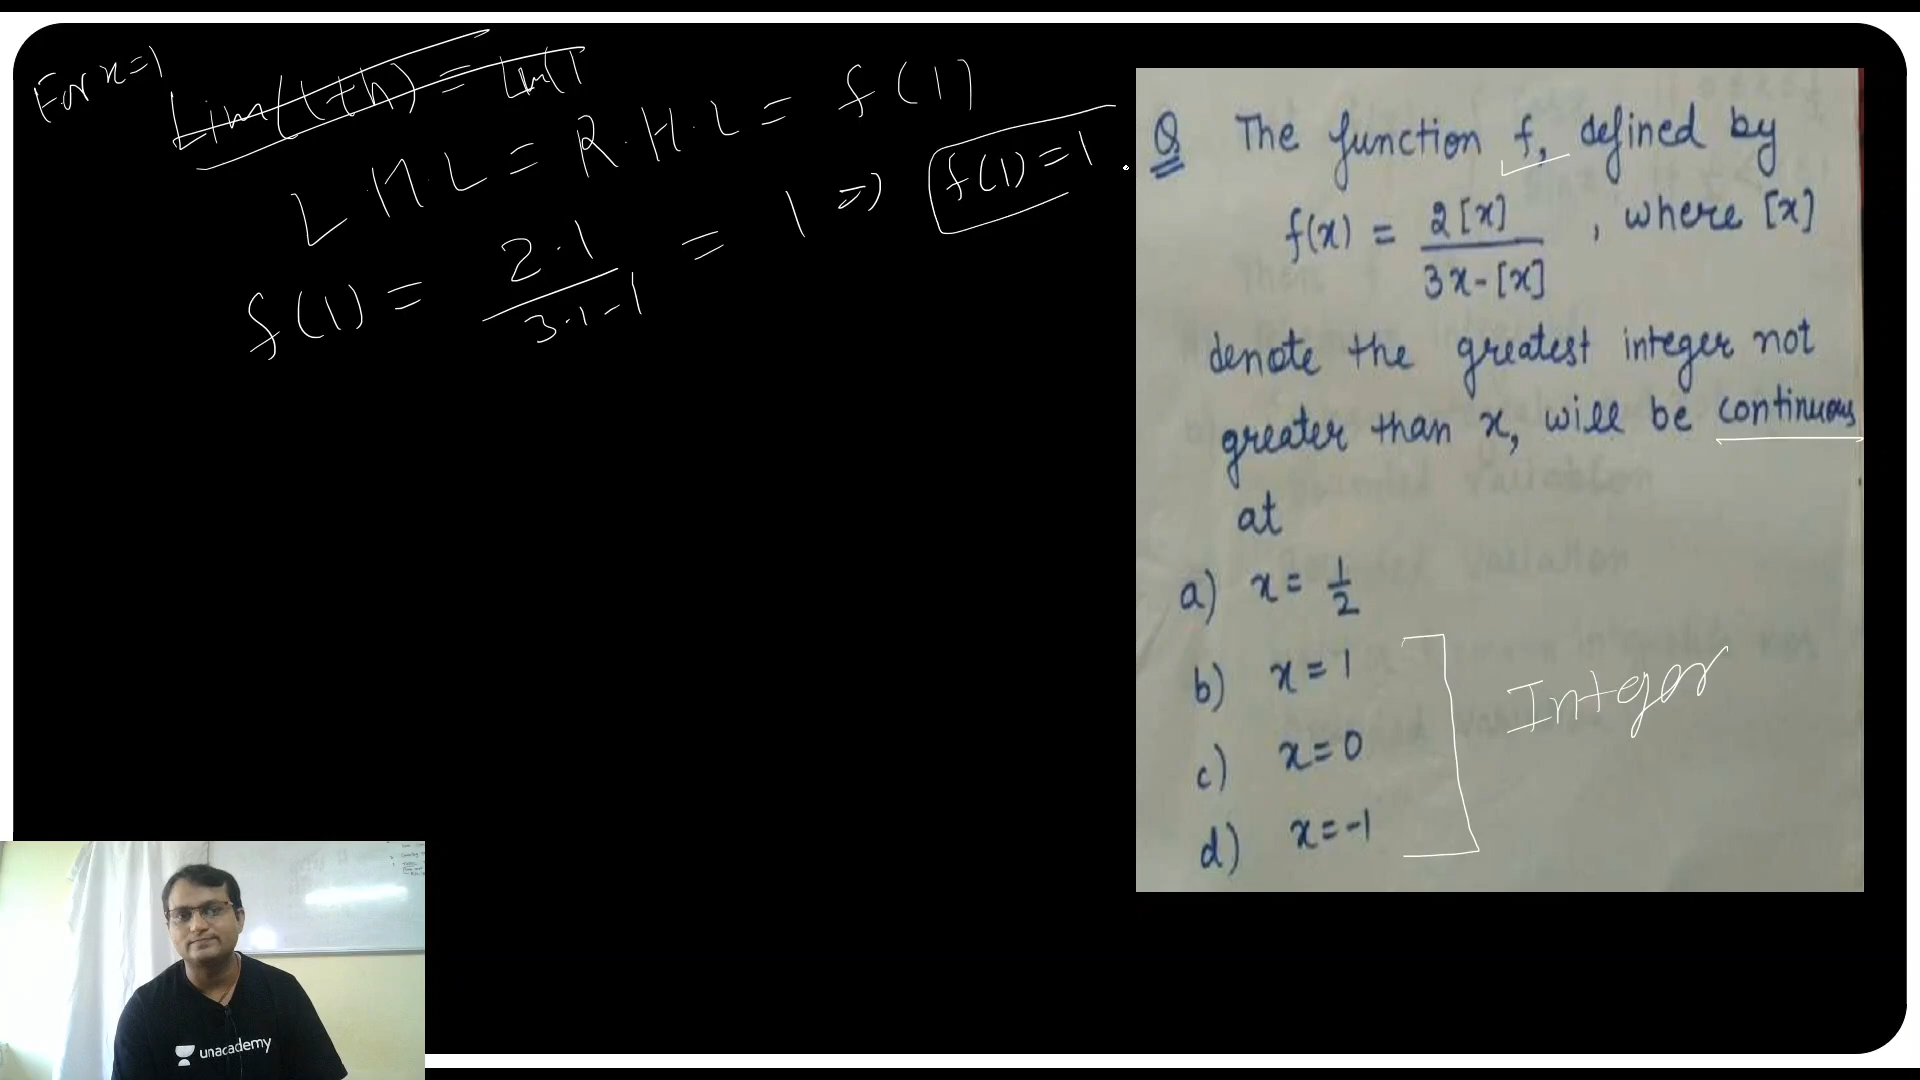 For x=1
Lim(1+h) = Lim(1
L.H.L = R.H.L = f(1)
f(1) = 2·1 / 3·1-1 = 1 ⇒ f(1)=1.
Q The function f, defined by
f(x) = 2[x] / 3x-[x] , where [x]
denote the greatest integer not
greater than x, will be continuous
at
a) x = 1/2
b) x = 1
c) x=0
d) x=-1
Integer
unacademy